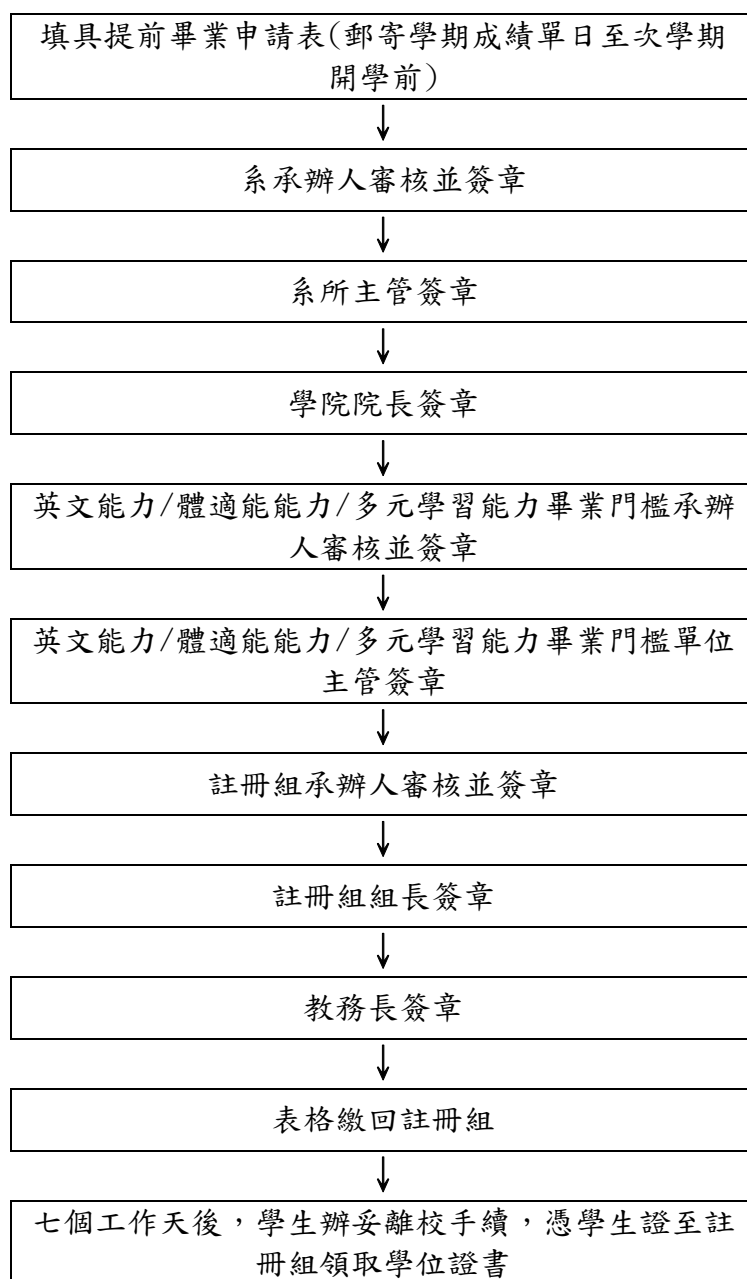 填具提前畢業申請表(郵寄學期成績單日至次學期
開學前)
系承辦人審核並簽章
系所主管簽章
學院院長簽章
英文能力/體適能能力/多元學習能力畢業門檻承辦
人審核並簽章
英文能力/體適能能力/多元學習能力畢業門檻單位
主管簽章
註冊組承辦人審核並簽章
註冊組組長簽章
教務長簽章
表格繳回註冊組
七個工作天後，學生辦妥離校手續，憑學生證至註
冊組領取學位證書